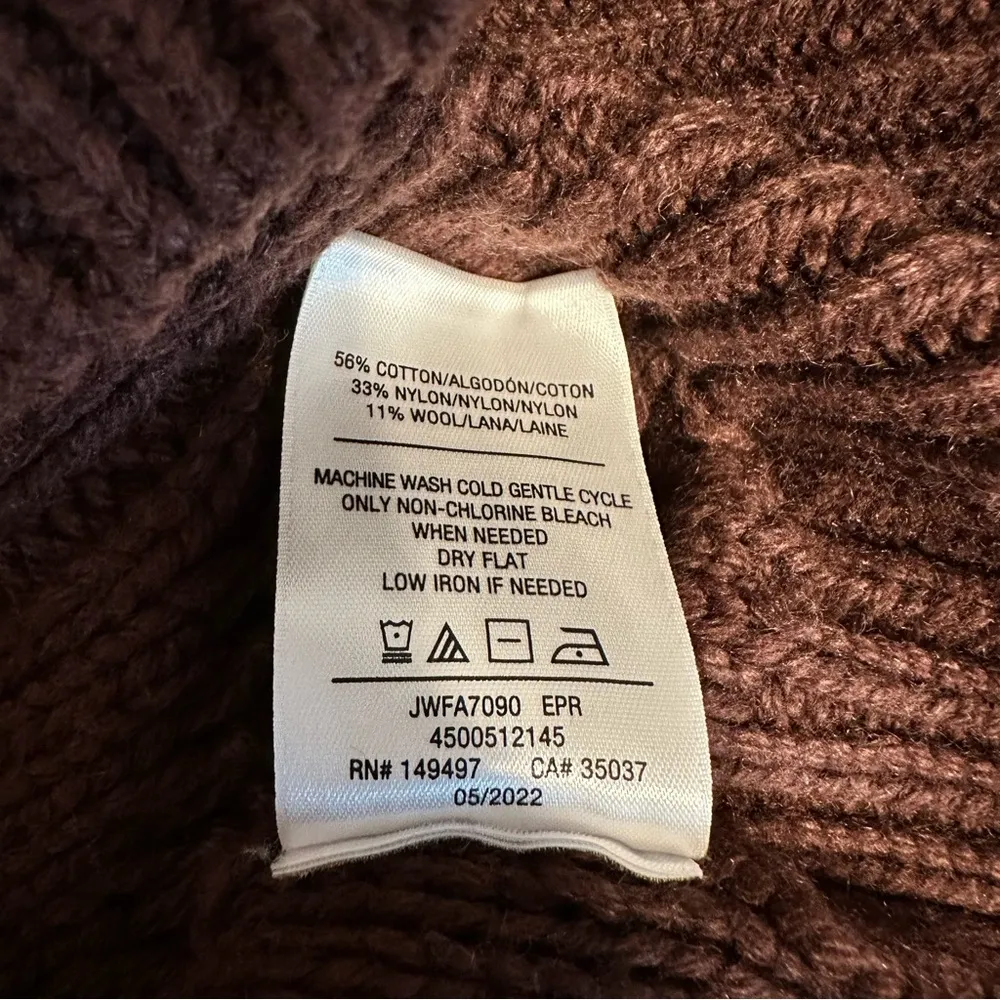 56% COTTON/ALGODÓN/COTON
33% NYLON/NYLON/NYLON
11% WOOL/LANA/LAINE
MACHINE WASH COLD GENTLE CYCLE
ONLY NON-CHLORINE BLEACH
WHEN NEEDED
DRY FLAT
LOW IRON IF NEEDED
JWFA7090 EPR
4500512145
RN# 149497 CA# 35037
05/2022